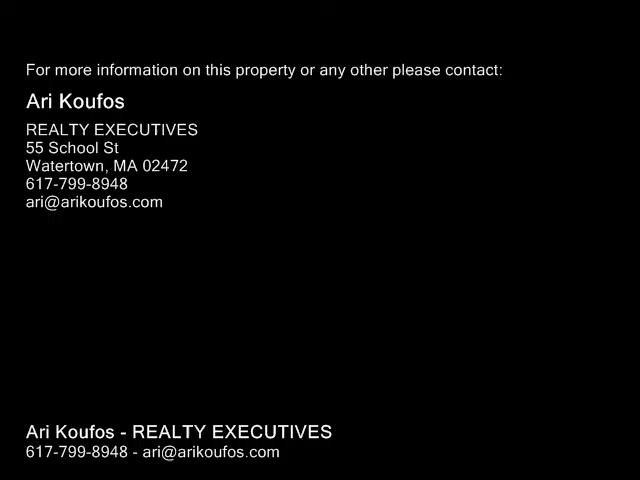 For more information on this property or any other please contact:
Ari Koufos
REALTY EXECUTIVES
55 School St
Watertown, MA 02472
617-799-8948
ari@arikoufos.com
Ari Koufos - REALTY EXECUTIVES
617-799-8948 - ari@arikoufos.com